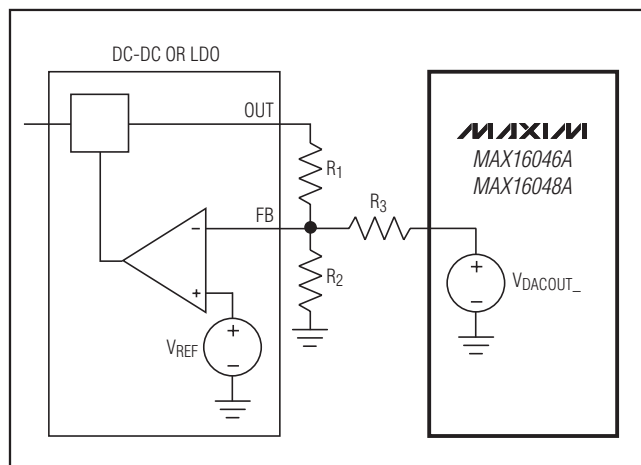 DC-DC OR LDO
OUT
R1
FB
R3
R2
VREF
+
−
−
+
MAXIM
MAX16046A
MAX16048A
VDACOUT_
+
−